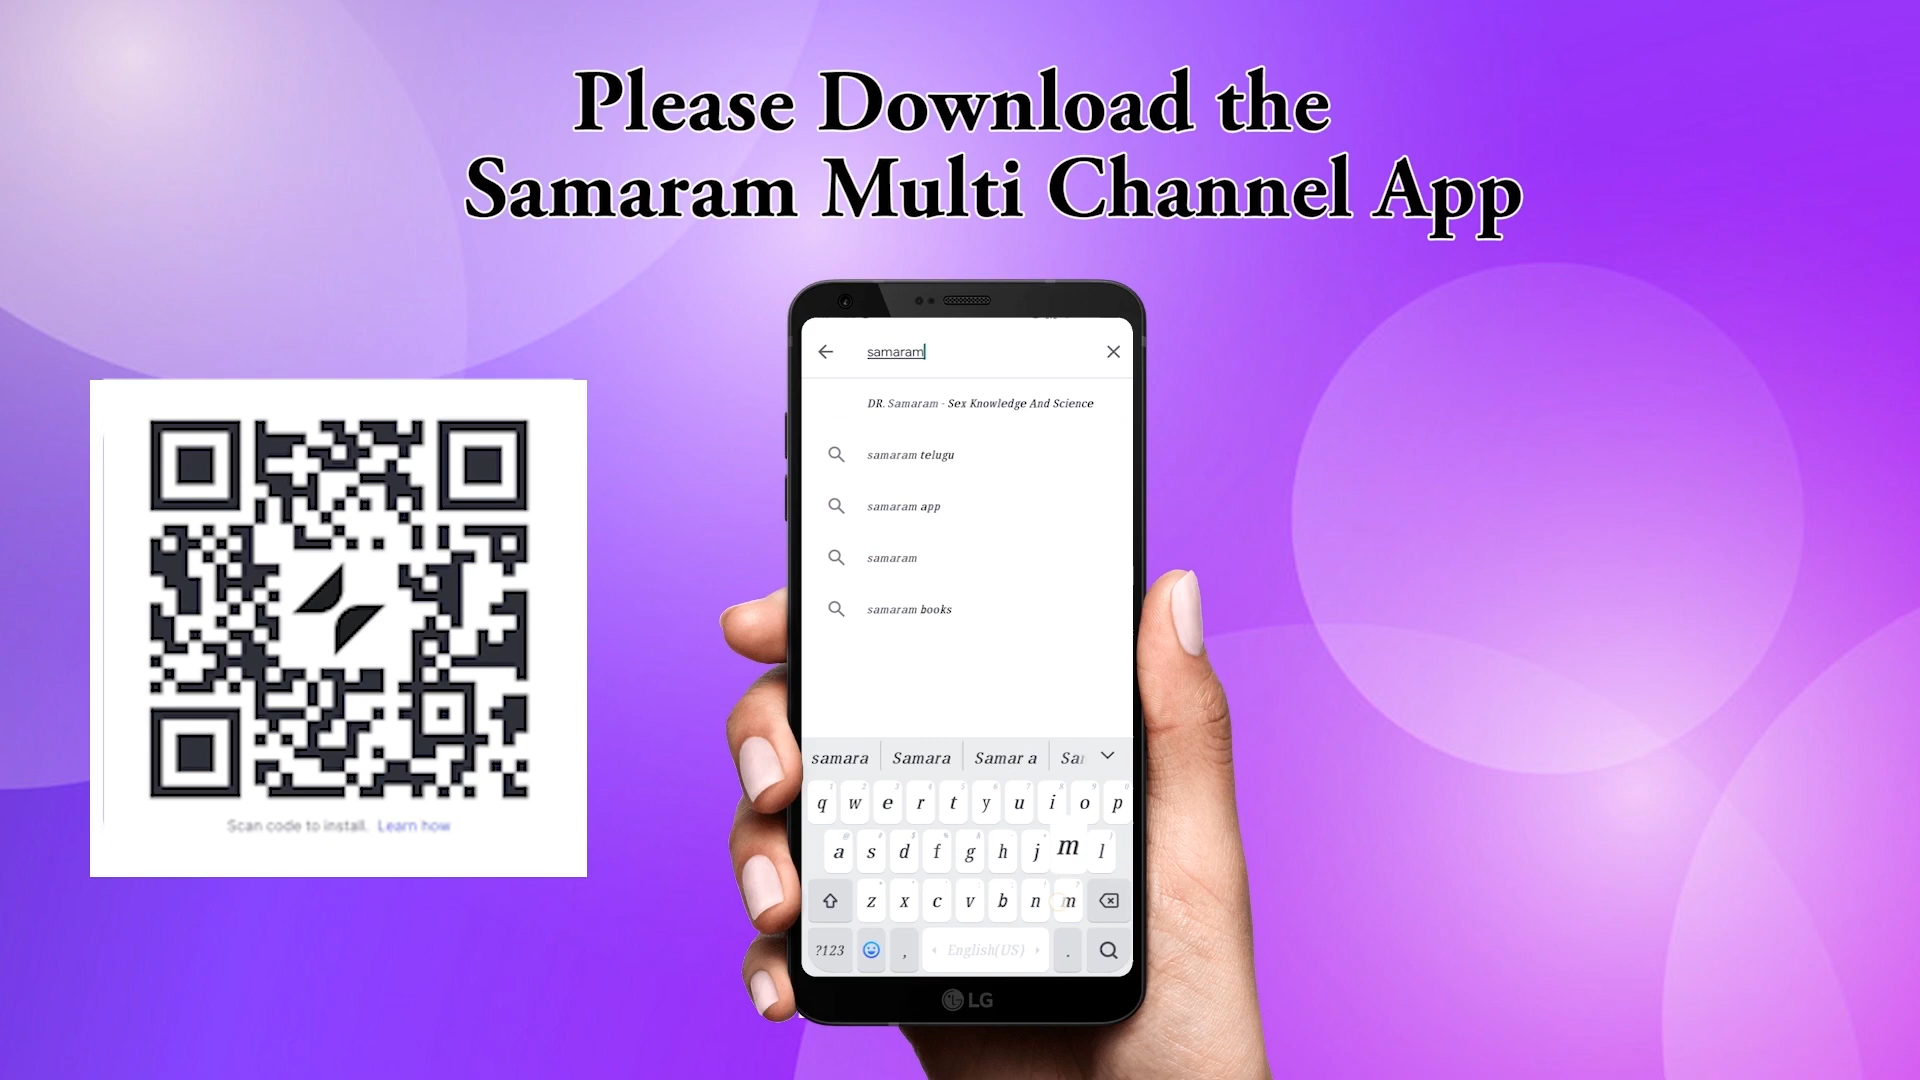 Please Download the
Samaram Multi Channel App
samaram
DR. Samaram - Sex Knowledge And Science
samaram telugu
samaram app
samaram
samaram books
Scan code to install. Learn how
samara Samara Samar a Sar
q w e r t y u i o p
a s d f g h j m l
z x c v b n m
?123 , English(US) .
LG